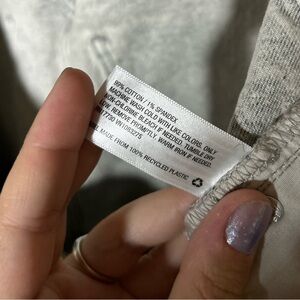 99% COTTON / 1% SPANDEX
MACHINE WASH COLD WITH LIKE COLORS. ONLY
NON-CHLORINE BLEACH IF NEEDED. TUMBLE DRY
LOW. REMOVE PROMPTLY. WARM IRON IF NEEDED.
MADE FROM 100% RECYCLED PLASTIC